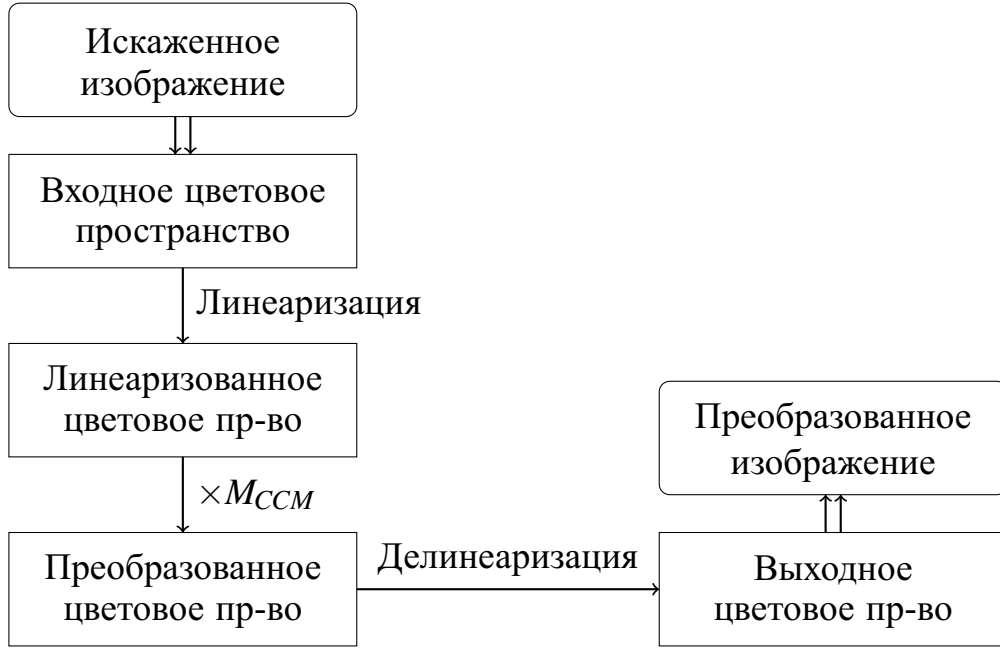 Искаженное
изображение
Входное цветовое
пространство
Линеаризация
Линеаризованное
цветовое пр-во
×M_CCM
Преобразованное
цветовое пр-во
Делинеаризация
Выходное
цветовое пр-во
Преобразованное
изображение